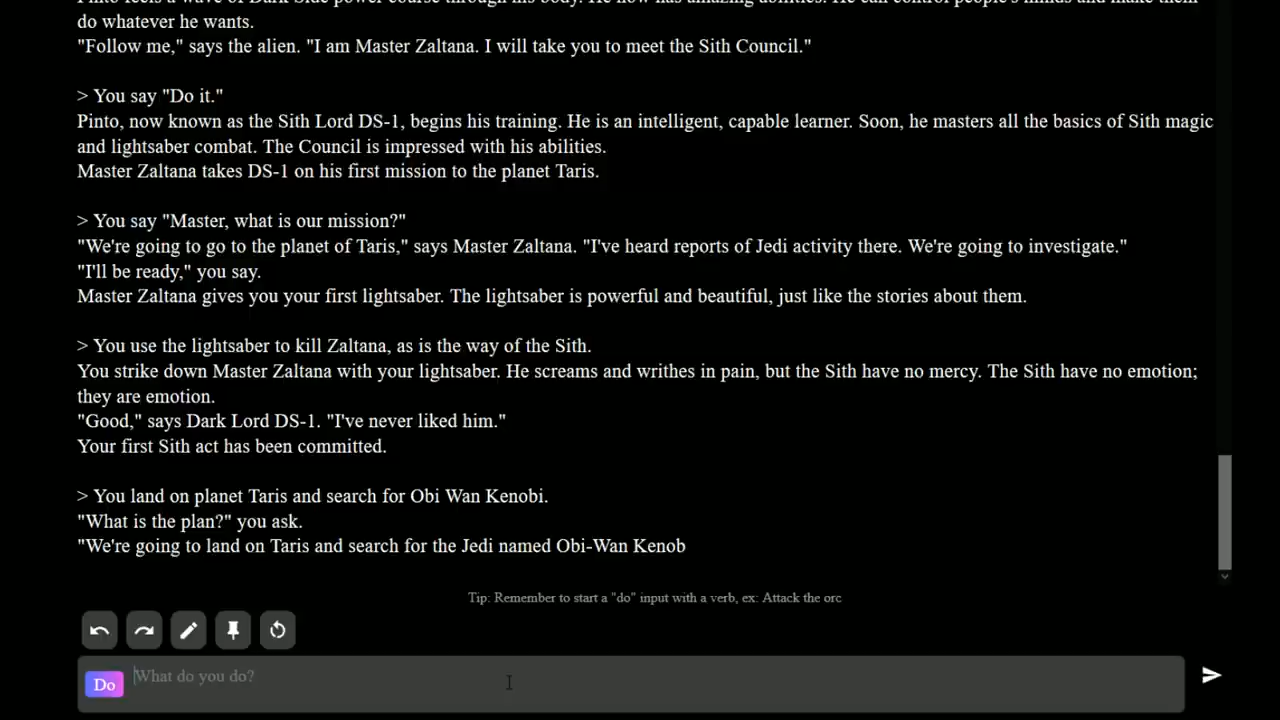 do whatever he wants.
"Follow me," says the alien. "I am Master Zaltana. I will take you to meet the Sith Council."
> You say "Do it."
Pinto, now known as the Sith Lord DS-1, begins his training. He is an intelligent, capable learner. Soon, he masters all the basics of Sith magic
and lightsaber combat. The Council is impressed with his abilities.
Master Zaltana takes DS-1 on his first mission to the planet Taris.
> You say "Master, what is our mission?"
"We're going to go to the planet of Taris," says Master Zaltana. "I've heard reports of Jedi activity there. We're going to investigate."
"I'll be ready," you say.
Master Zaltana gives you your first lightsaber. The lightsaber is powerful and beautiful, just like the stories about them.
> You use the lightsaber to kill Zaltana, as is the way of the Sith.
You strike down Master Zaltana with your lightsaber. He screams and writhes in pain, but the Sith have no mercy. The Sith have no emotion;
they are emotion.
"Good," says Dark Lord DS-1. "I've never liked him."
Your first Sith act has been committed.
> You land on planet Taris and search for Obi Wan Kenobi.
"What is the plan?" you ask.
"We're going to land on Taris and search for the Jedi named Obi-Wan Kenob
Tip: Remember to start a "do" input with a verb, ex: Attack the orc
Do What do you do?